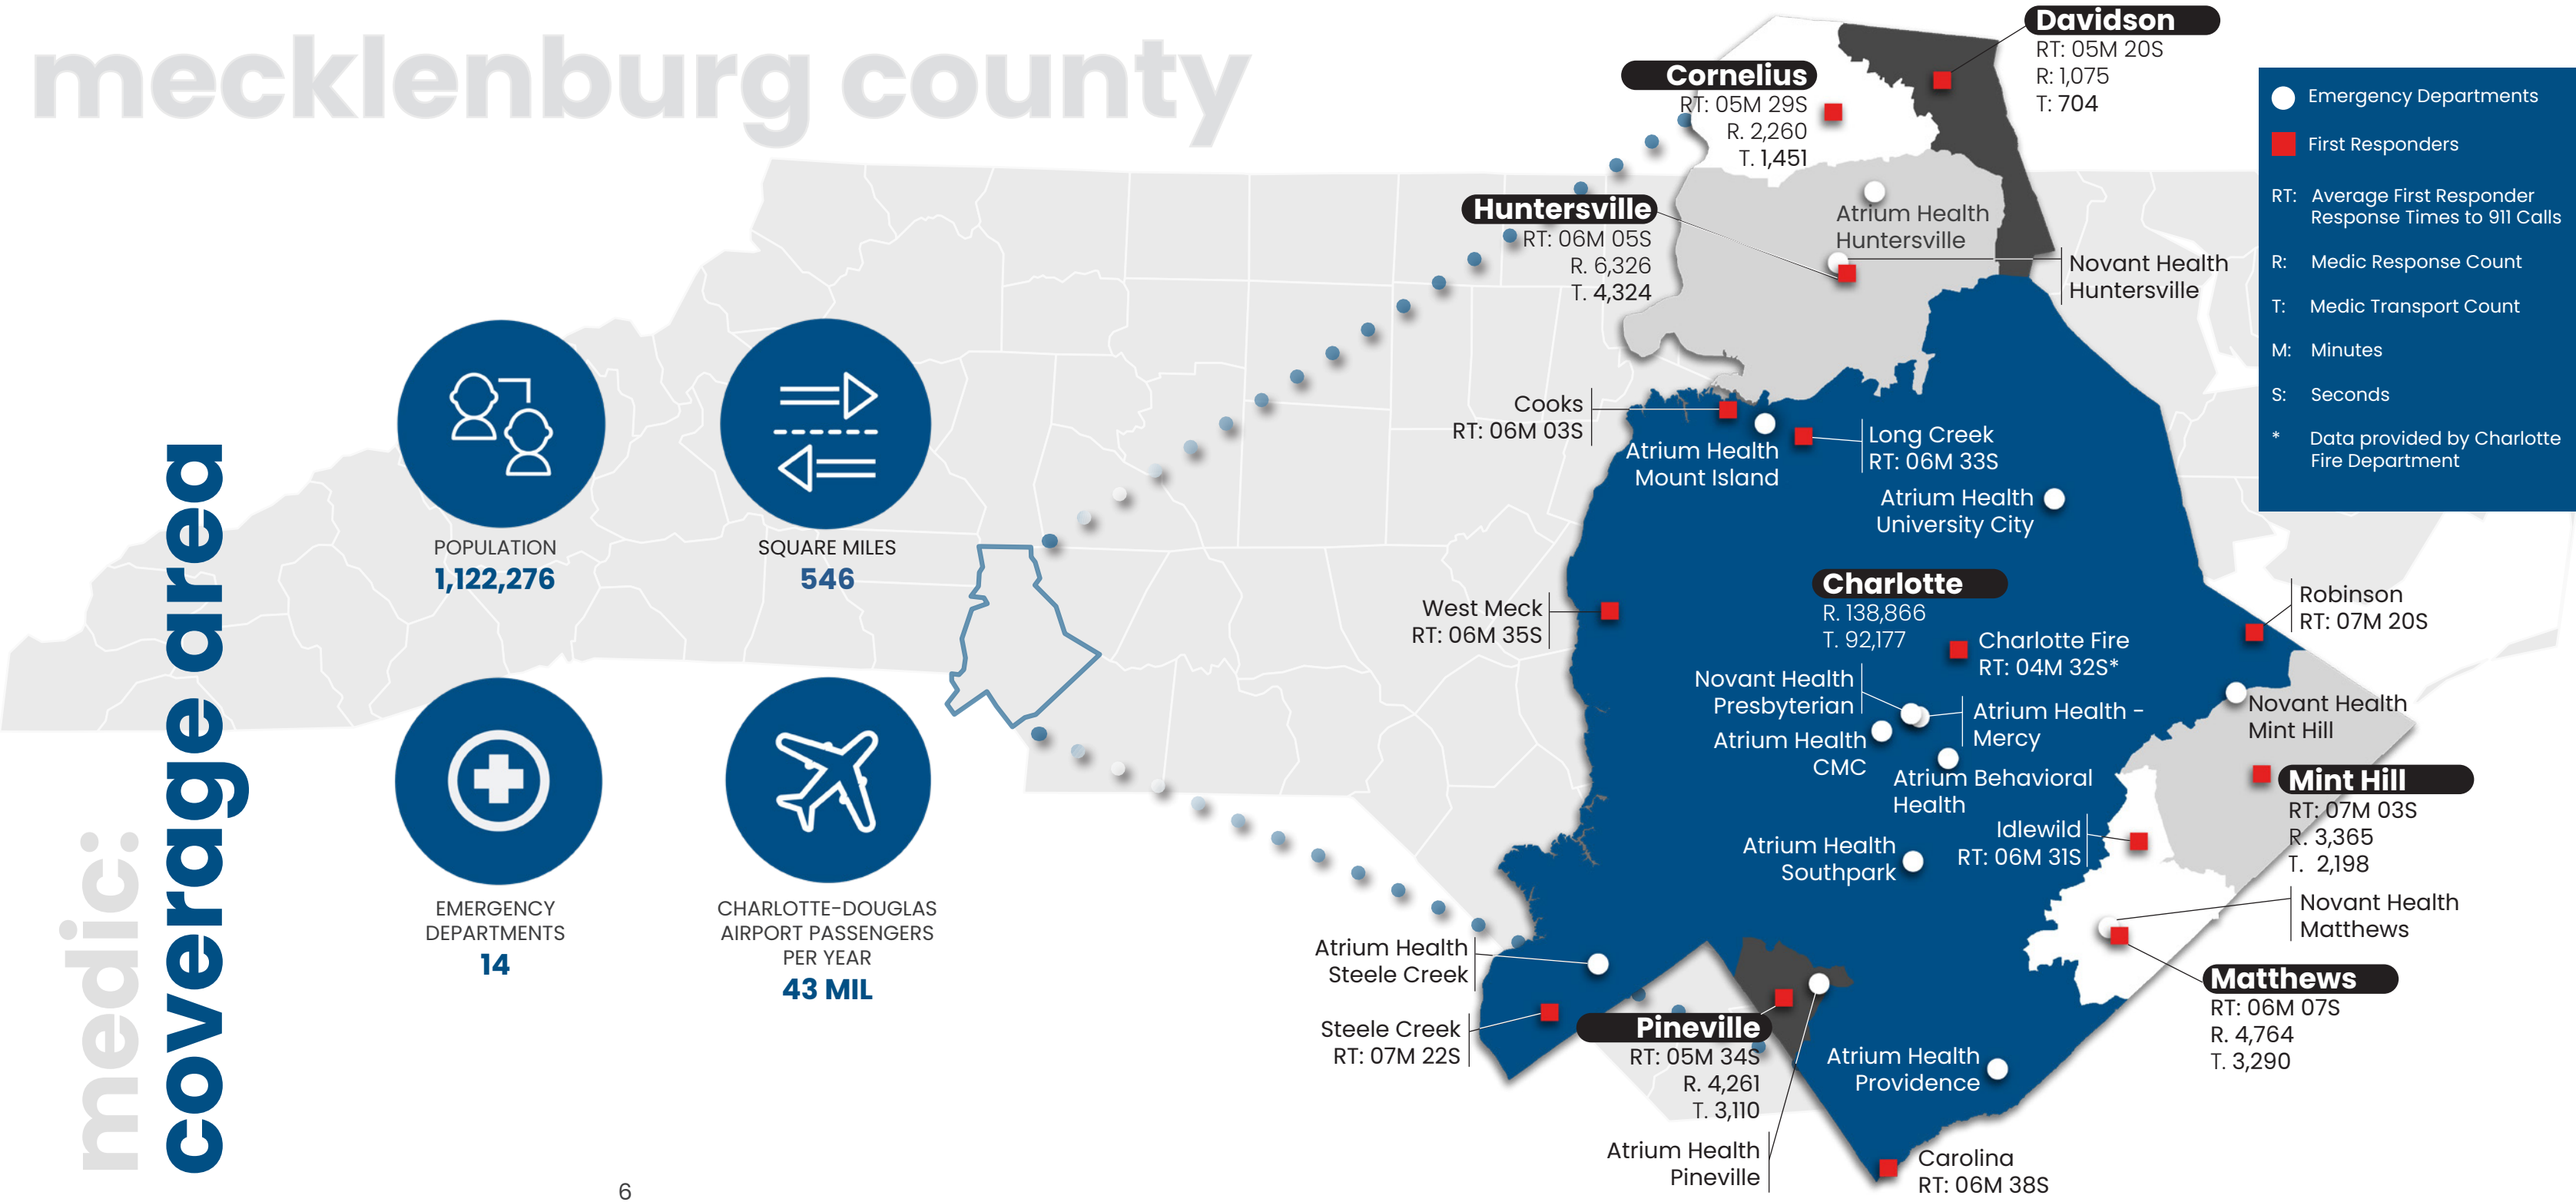 mecklenburg county
medic:
coverage area
POPULATION
1,122,276
SQUARE MILES
546
EMERGENCY
DEPARTMENTS
14
CHARLOTTE-DOUGLAS
AIRPORT PASSENGERS
PER YEAR
43 MIL
Davidson
RT: 05M 20S
R: 1,075
T: 704
Cornelius
RT: 05M 29S
R. 2,260
T. 1,451
Huntersville
RT: 06M 05S
R. 6,326
T. 4,324
Atrium Health
Huntersville
Novant Health
Huntersville
Emergency Departments
First Responders
RT: Average First Responder
Response Times to 911 Calls
R: Medic Response Count
T: Medic Transport Count
M: Minutes
S: Seconds
* Data provided by Charlotte
Fire Department
Cooks
RT: 06M 03S
Atrium Health
Mount Island
Long Creek
RT: 06M 33S
Atrium Health
University City
West Meck
RT: 06M 35S
Charlotte
R. 138,866
T. 92,177
Charlotte Fire
RT: 04M 32S*
Robinson
RT: 07M 20S
Novant Health
Presbyterian
Atrium Health -
Mercy
Atrium Health
CMC
Atrium Behavioral
Health
Novant Health
Mint Hill
Mint Hill
RT: 07M 03S
R. 3,365
T. 2,198
Idlewild
RT: 06M 31S
Atrium Health
Southpark
Novant Health
Matthews
Matthews
RT: 06M 07S
R. 4,764
T. 3,290
Atrium Health
Steele Creek
Steele Creek
RT: 07M 22S
Pineville
RT: 05M 34S
R. 4,261
T. 3,110
Atrium Health
Pineville
Atrium Health
Providence
Carolina
RT: 06M 38S
6